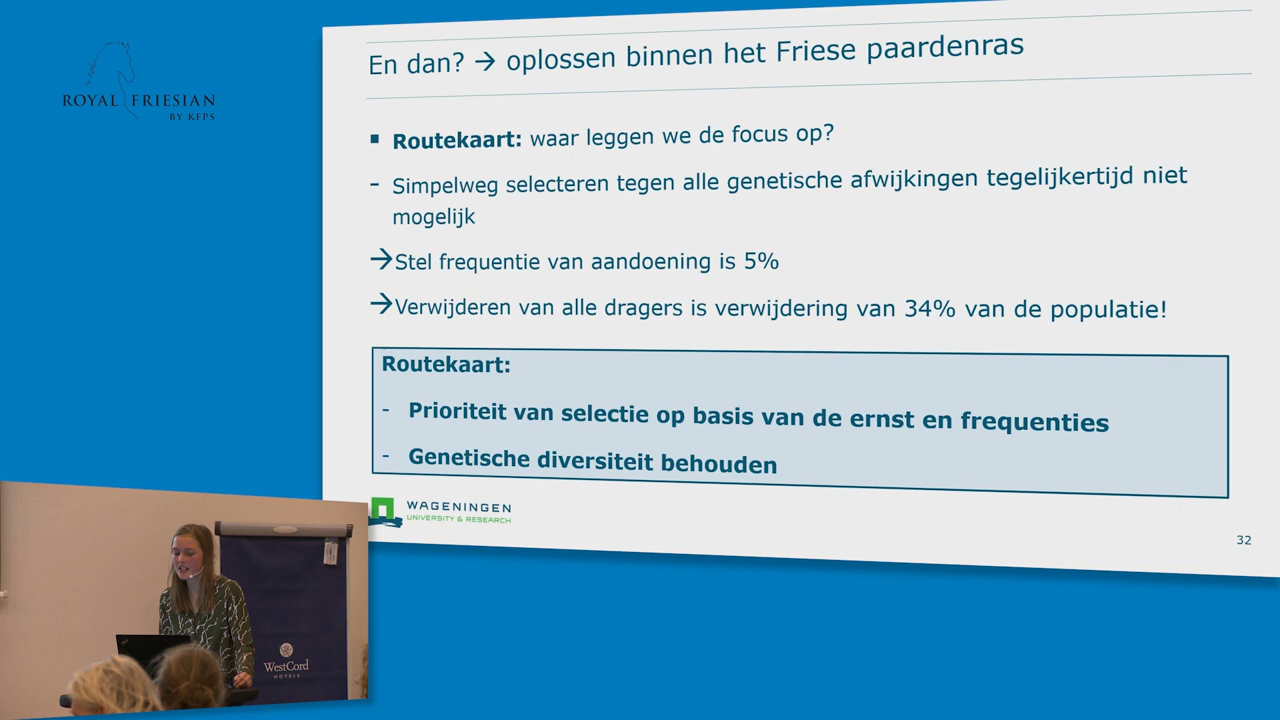 ROYAL FRIESIAN
BY KFPS
En dan? → oplossen binnen het Friese paardenras
▪ Routekaart: waar leggen we de focus op?
- Simpelweg selecteren tegen alle genetische afwijkingen tegelijkertijd niet
mogelijk
→Stel frequentie van aandoening is 5%
→Verwijderen van alle dragers is verwijdering van 34% van de populatie!
Routekaart:
- Prioriteit van selectie op basis van de ernst en frequenties
- Genetische diversiteit behouden
WAGENINGEN
UNIVERSITY & RESEARCH
32
WestCord
HOTELS